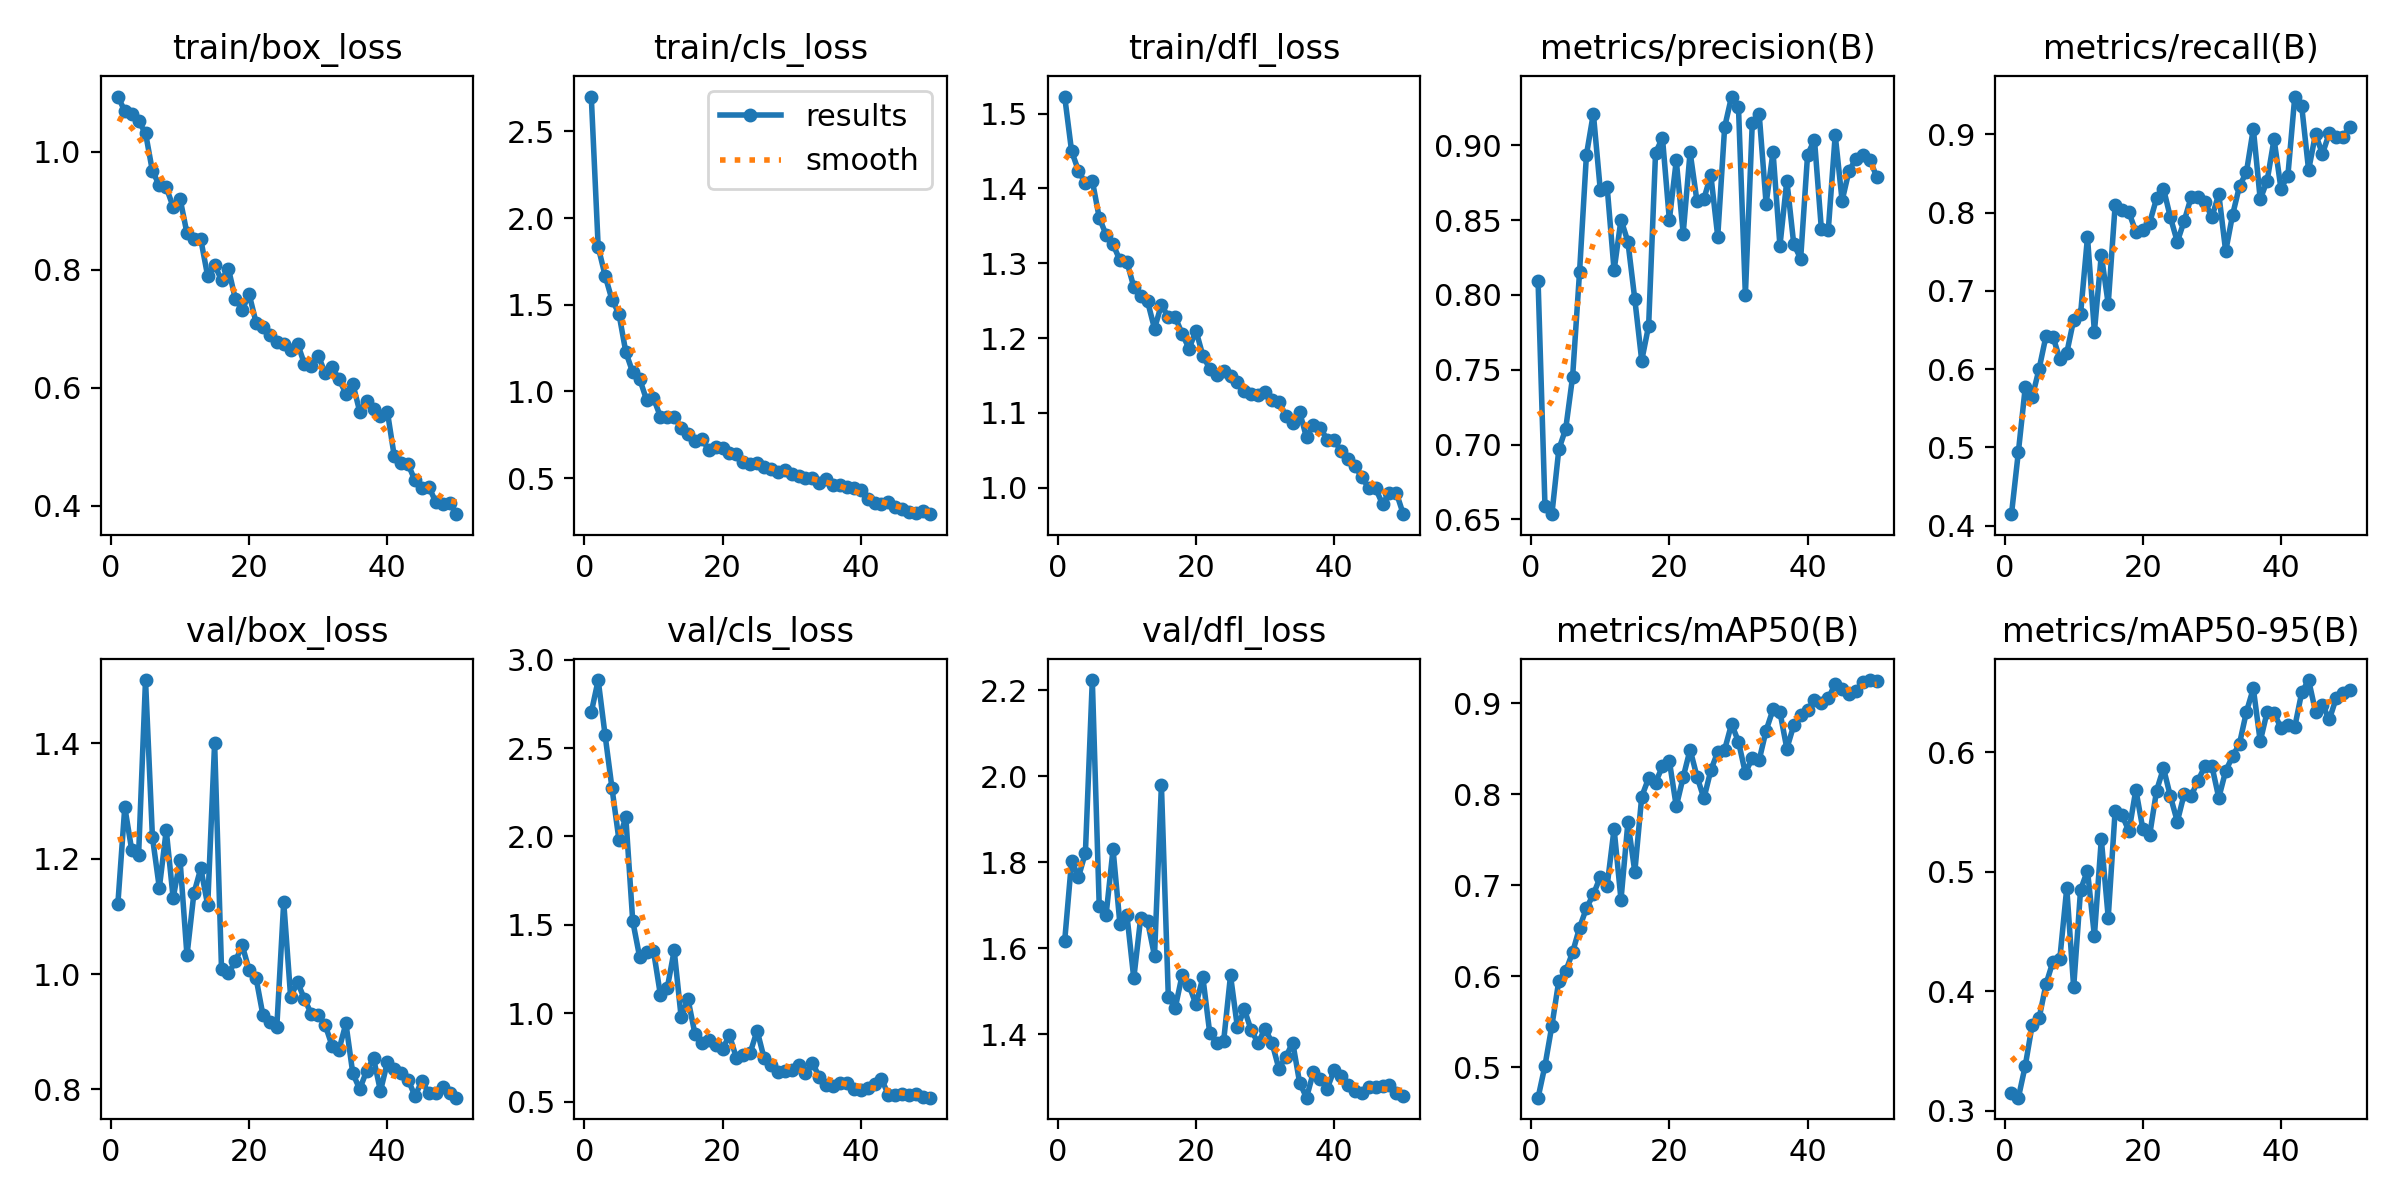 train/box_loss
train/cls_loss
train/dfl_loss
metrics/precision(B)
metrics/recall(B)
results
smooth
1.0
0.8
0.6
0.4
0 20 40
2.5
2.0
1.5
1.0
0.5
0 20 40
1.5
1.4
1.3
1.2
1.1
1.0
0 20 40
0.90
0.85
0.80
0.75
0.70
0.65
0 20 40
0.9
0.8
0.7
0.6
0.5
0.4
0 20 40
val/box_loss
val/cls_loss
val/dfl_loss
metrics/mAP50(B)
metrics/mAP50-95(B)
1.4
1.2
1.0
0.8
0 20 40
3.0
2.5
2.0
1.5
1.0
0.5
0 20 40
2.2
2.0
1.8
1.6
1.4
0 20 40
0.9
0.8
0.7
0.6
0.5
0 20 40
0.6
0.5
0.4
0.3
0 20 40